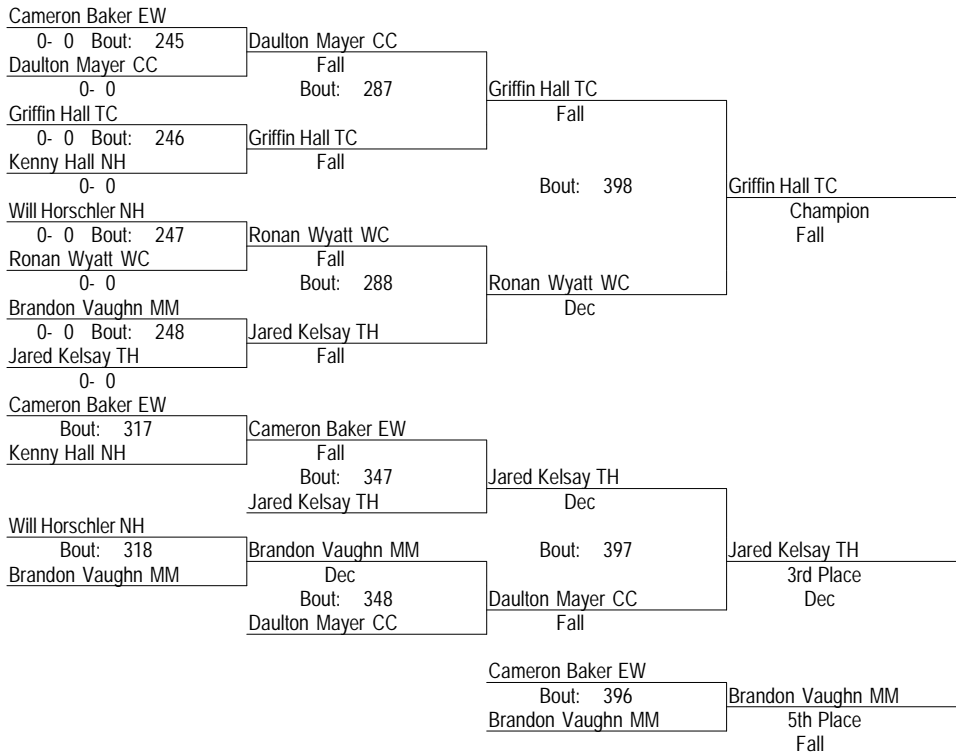 Cameron Baker EW
0- 0 Bout: 245
Daulton Mayer CC
0- 0
Griffin Hall TC
0- 0 Bout: 246
Kenny Hall NH
0- 0
Will Horschler NH
0- 0 Bout: 247
Ronan Wyatt WC
0- 0
Brandon Vaughn MM
0- 0 Bout: 248
Jared Kelsay TH
0- 0
Daulton Mayer CC
Fall
Bout: 287
Griffin Hall TC
Fall
Ronan Wyatt WC
Fall
Bout: 288
Jared Kelsay TH
Fall
Griffin Hall TC
Fall
Bout: 398
Ronan Wyatt WC
Dec
Griffin Hall TC
Champion
Fall
Cameron Baker EW
Bout: 317
Kenny Hall NH
Will Horschler NH
Bout: 318
Brandon Vaughn MM
Cameron Baker EW
Fall
Bout: 347
Jared Kelsay TH
Brandon Vaughn MM
Dec
Bout: 348
Daulton Mayer CC
Jared Kelsay TH
Dec
Bout: 397
Daulton Mayer CC
Fall
Jared Kelsay TH
3rd Place
Dec
Cameron Baker EW
Bout: 396
Brandon Vaughn MM
Brandon Vaughn MM
5th Place
Fall